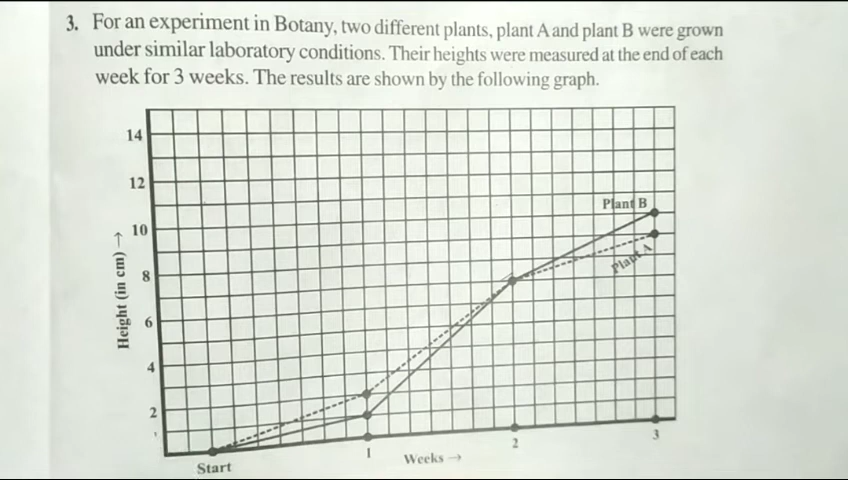 3. For an experiment in Botany, two different plants, plant A and plant B were grown
under similar laboratory conditions. Their heights were measured at the end of each
week for 3 weeks. The results are shown by the following graph.
14
12
Plant B
10
Plant A
8
6
4
2
Height (in cm) →
Start
1
Weeks →
2
3